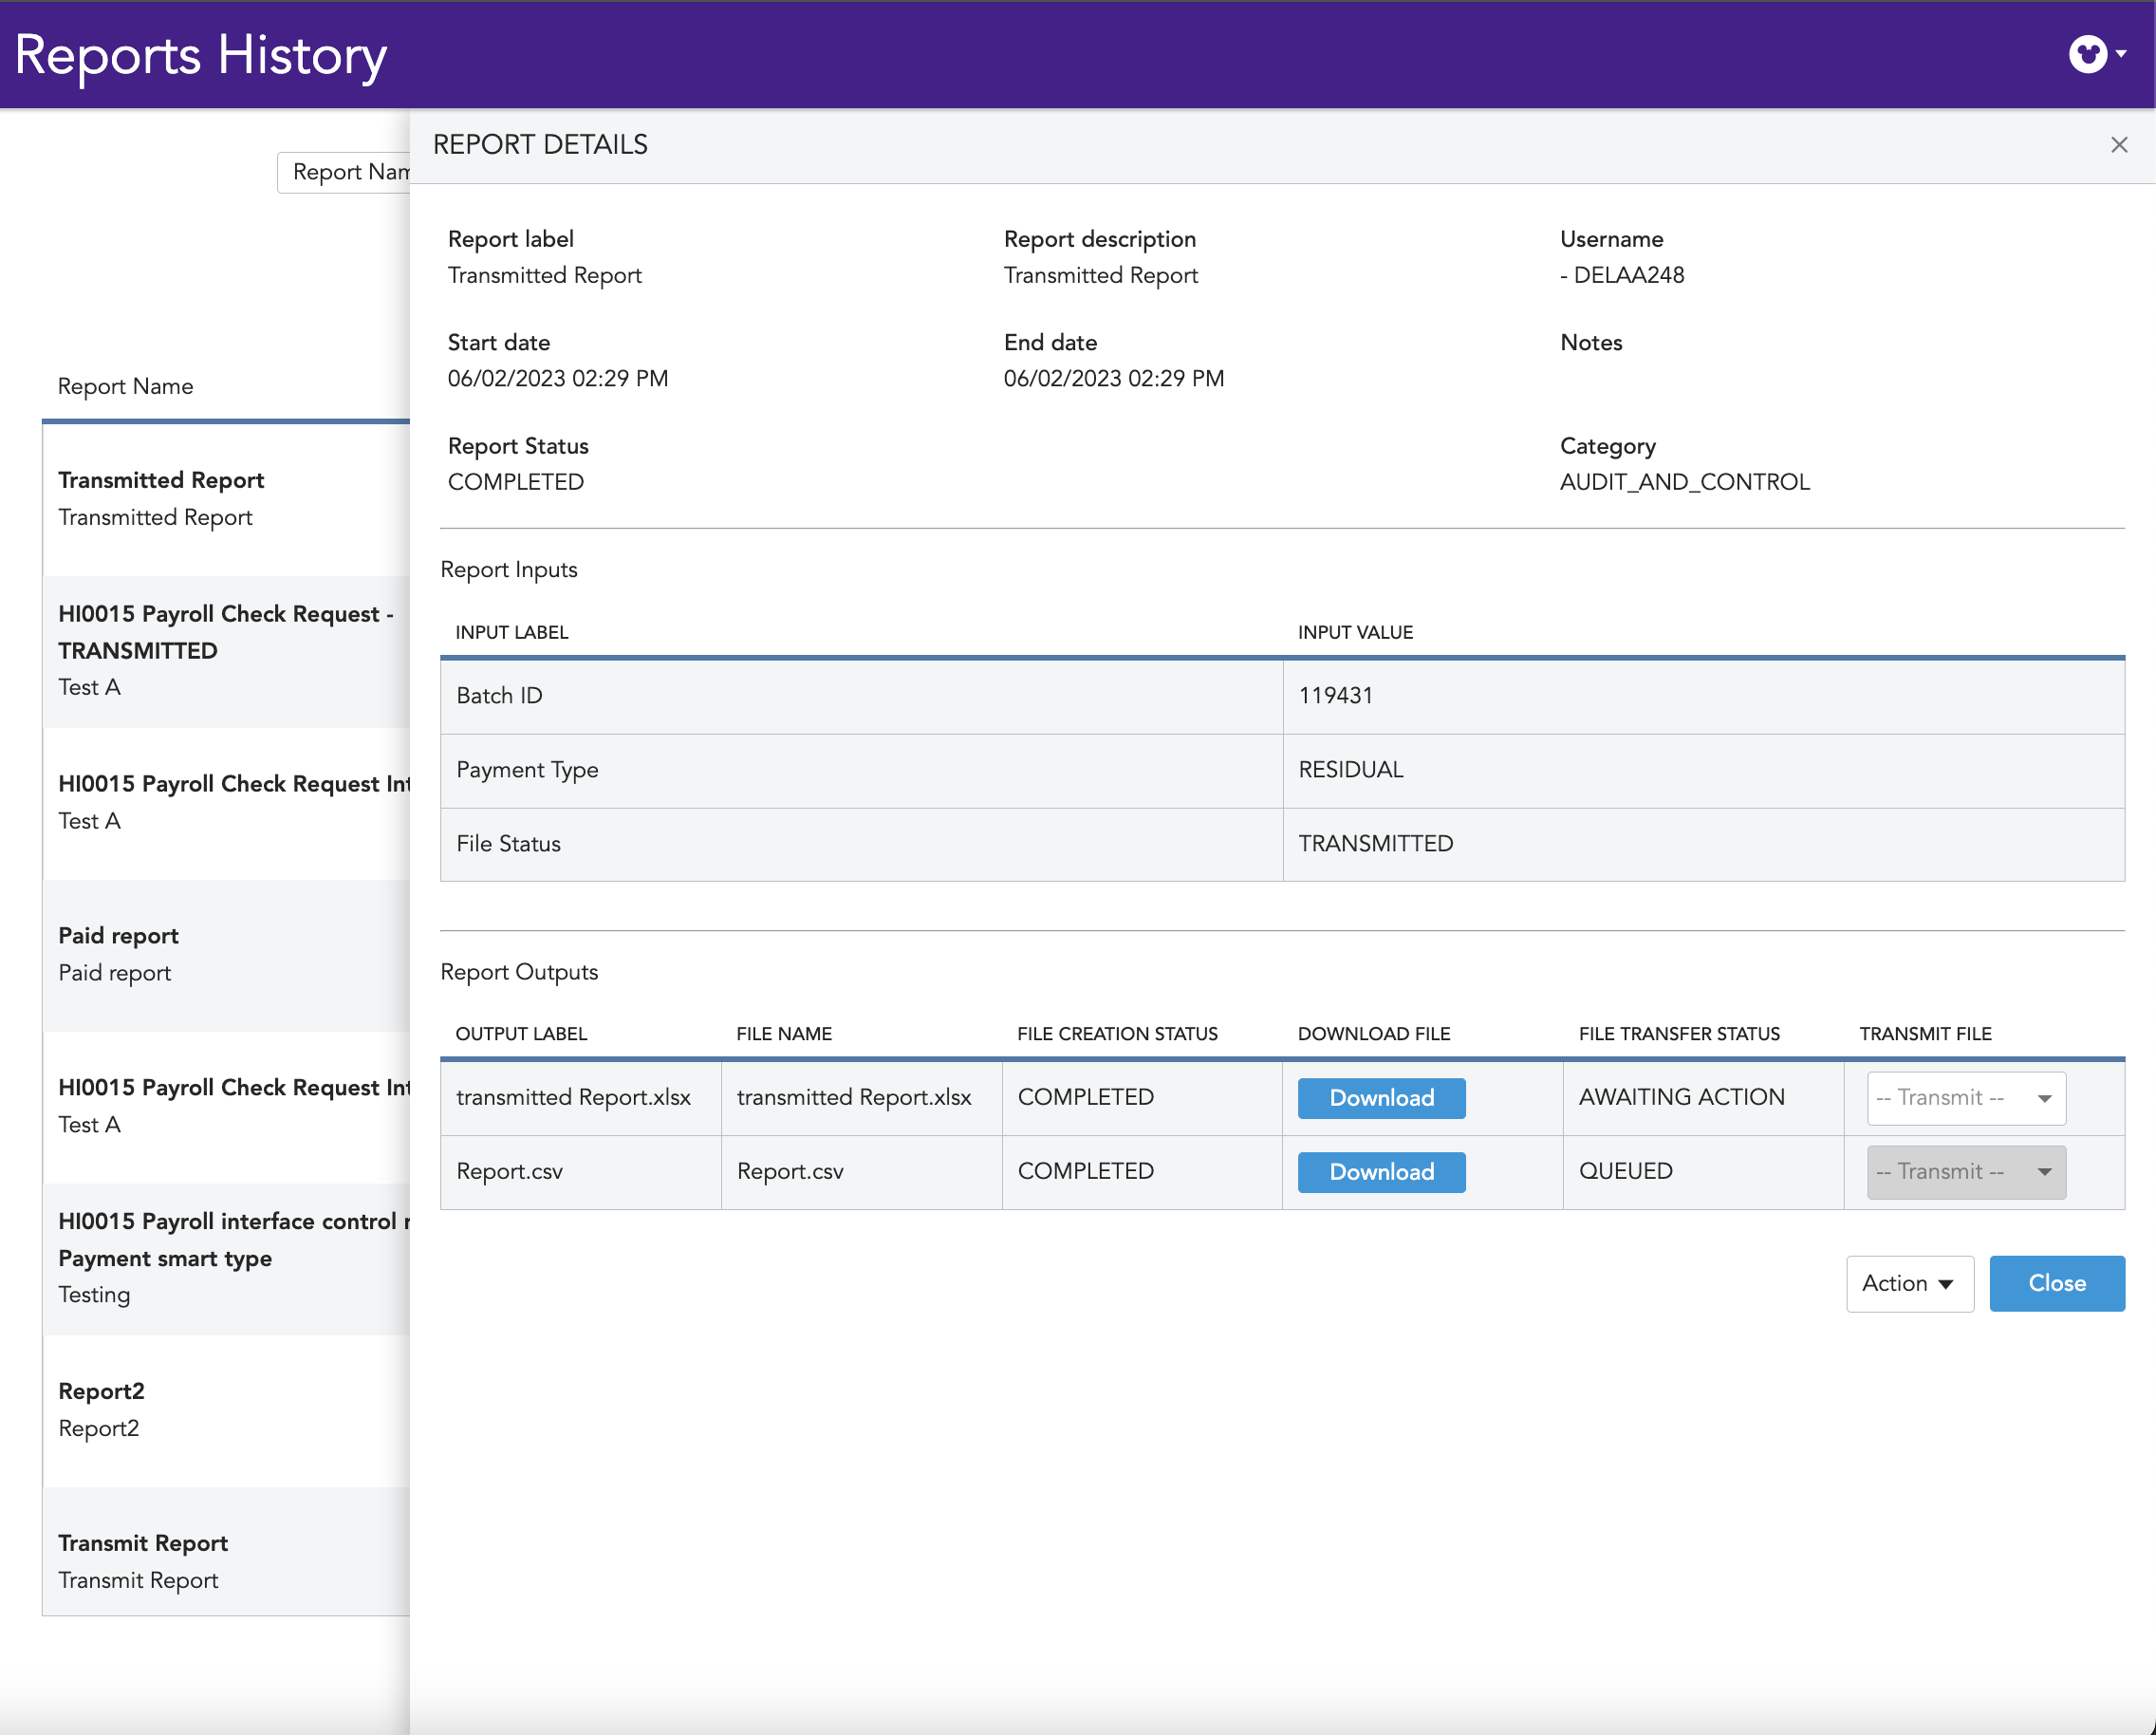 Reports History
Report Nam
Report Name
Transmitted Report
Transmitted Report
HI0015 Payroll Check Request -
TRANSMITTED
Test A
HI0015 Payroll Check Request Int
Test A
Paid report
Paid report
HI0015 Payroll Check Request Int
Test A
HI0015 Payroll interface control r
Payment smart type
Testing
Report2
Report2
Transmit Report
Transmit Report
REPORT DETAILS
Report label
Transmitted Report
Report description
Transmitted Report
Username
- DELAA248
Start date
06/02/2023 02:29 PM
End date
06/02/2023 02:29 PM
Notes
Report Status
COMPLETED
Category
AUDIT_AND_CONTROL
Report Inputs
INPUT LABEL INPUT VALUE
Batch ID 119431
Payment Type RESIDUAL
File Status TRANSMITTED
Report Outputs
OUTPUT LABEL FILE NAME FILE CREATION STATUS DOWNLOAD FILE FILE TRANSFER STATUS TRANSMIT FILE
transmitted Report.xlsx transmitted Report.xlsx COMPLETED Download AWAITING ACTION -- Transmit --
Report.csv Report.csv COMPLETED Download QUEUED -- Transmit --
Action Close